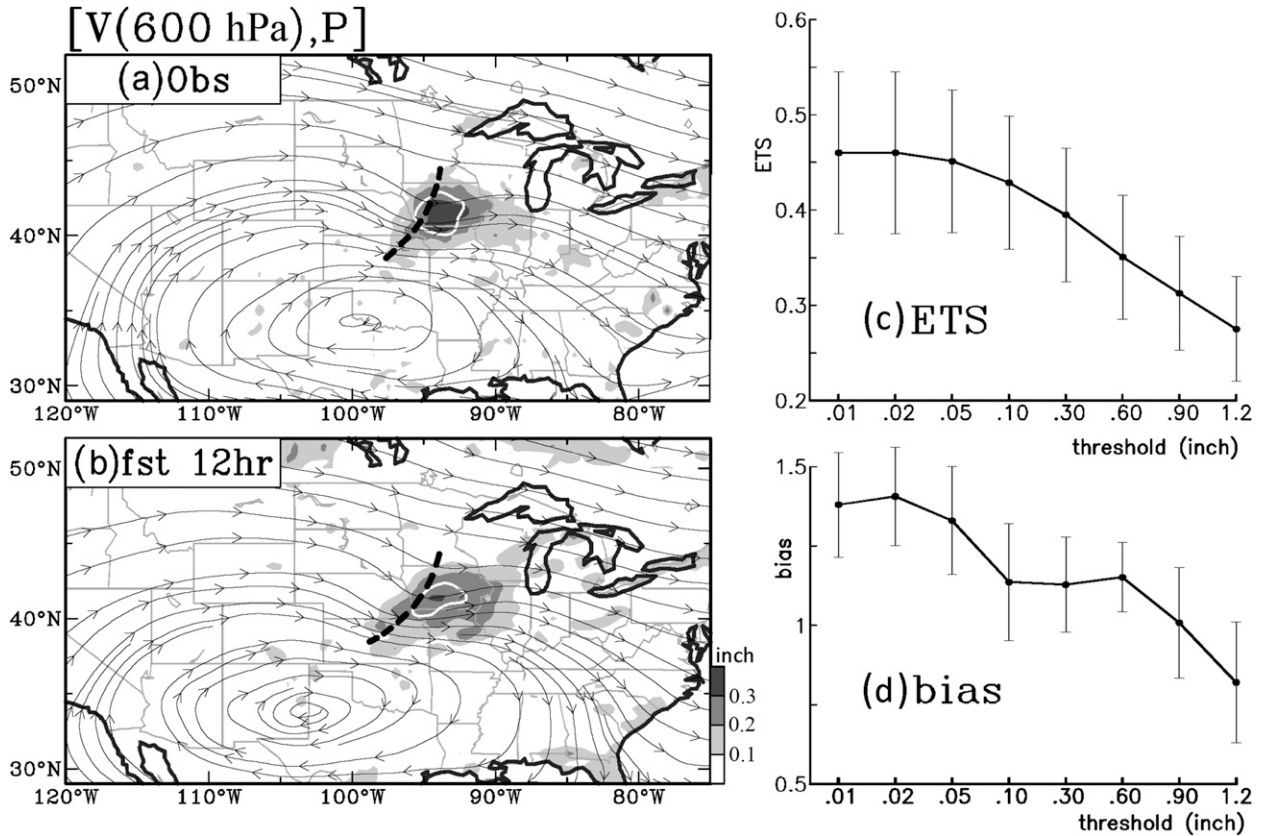 [V(600 hPa),P]
(a)Obs
50°N
40°N
30°N
120°W 110°W 100°W 90°W 80°W
(b)fst 12hr
50°N
40°N
30°N
120°W 110°W 100°W 90°W 80°W
inch
0.3
0.2
0.1
0.6
0.5
0.4
0.3
0.2
ETS
(c)ETS
.01 .02 .05 .10 .30 .60 .90 1.2
threshold (inch)
1.5
1
0.5
bias
(d)bias
.01 .02 .05 .10 .30 .60 .90 1.2
threshold (inch)